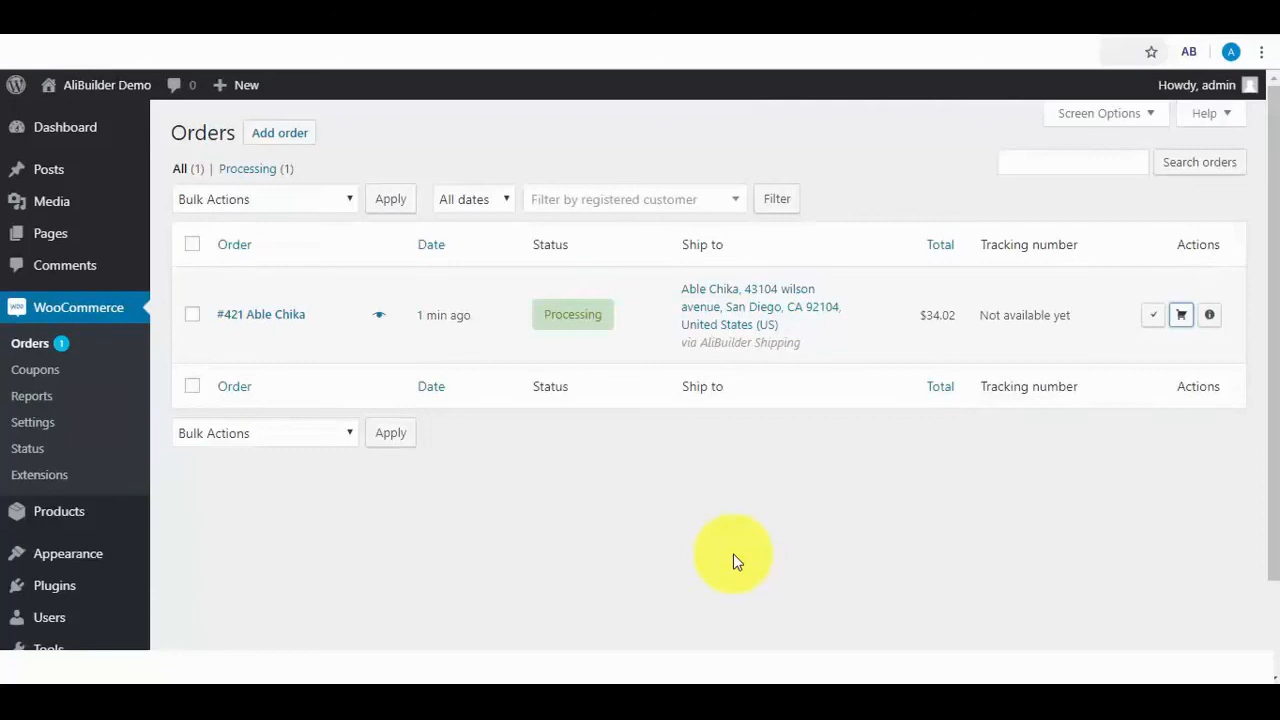 AB
A
AliBuilder Demo 0 New
Howdy, admin
Screen Options Help
Dashboard
Posts
Media
Pages
Comments
WooCommerce
Orders 1
Coupons
Reports
Settings
Status
Extensions
Products
Appearance
Plugins
Users
Tools
Orders Add order
All (1) | Processing (1)
Search orders
Bulk Actions Apply All dates Filter by registered customer Filter
Order Date Status Ship to Total Tracking number Actions
#421 Able Chika 1 min ago Processing
Able Chika, 43104 wilson
avenue, San Diego, CA 92104,
United States (US)
via AliBuilder Shipping
$34.02 Not available yet
Order Date Status Ship to Total Tracking number Actions
Bulk Actions Apply